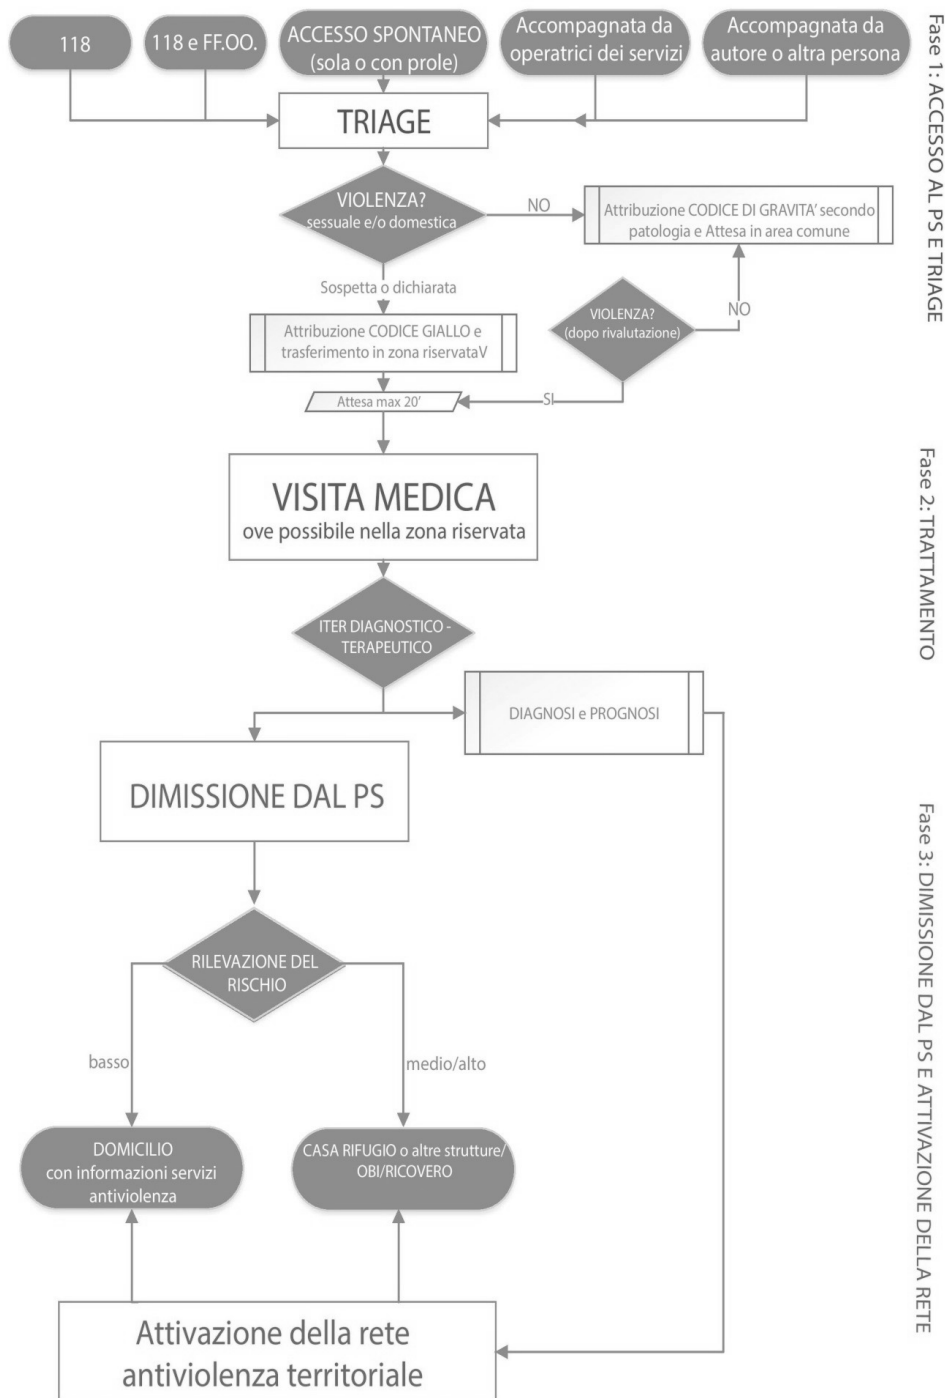 118
118 e FF.OO.
ACCESSO SPONTANEO
(sola o con prole)
Accompagnata da
operatrici dei servizi
Accompagnata da
autore o altra persona
Fase 1: ACCESSO AL PS E TRIAGE
TRIAGE
VIOLENZA?
sessuale e/o domestica
NO
Attribuzione CODICE DI GRAVITA’ secondo
patologia e Attesa in area comune
Sospetta o dichiarata
VIOLENZA?
(dopo rivalutazione)
NO
Attribuzione CODICE GIALLO e
trasferimento in zona riservataV
Attesa max 20’
SI
Fase 2: TRATTAMENTO
VISITA MEDICA
ove possibile nella zona riservata
ITER DIAGNOSTICO -
TERAPEUTICO
DIAGNOSI e PROGNOSI
Fase 3: DIMISSIONE DAL PS E ATTIVAZIONE DELLA RETE
DIMISSIONE DAL PS
RILEVAZIONE DEL
RISCHIO
basso
medio/alto
DOMICILIO
con informazioni servizi
antiviolenza
CASA RIFUGIO o altre strutture/
OBI/RICOVERO
Attivazione della rete
antiviolenza territoriale